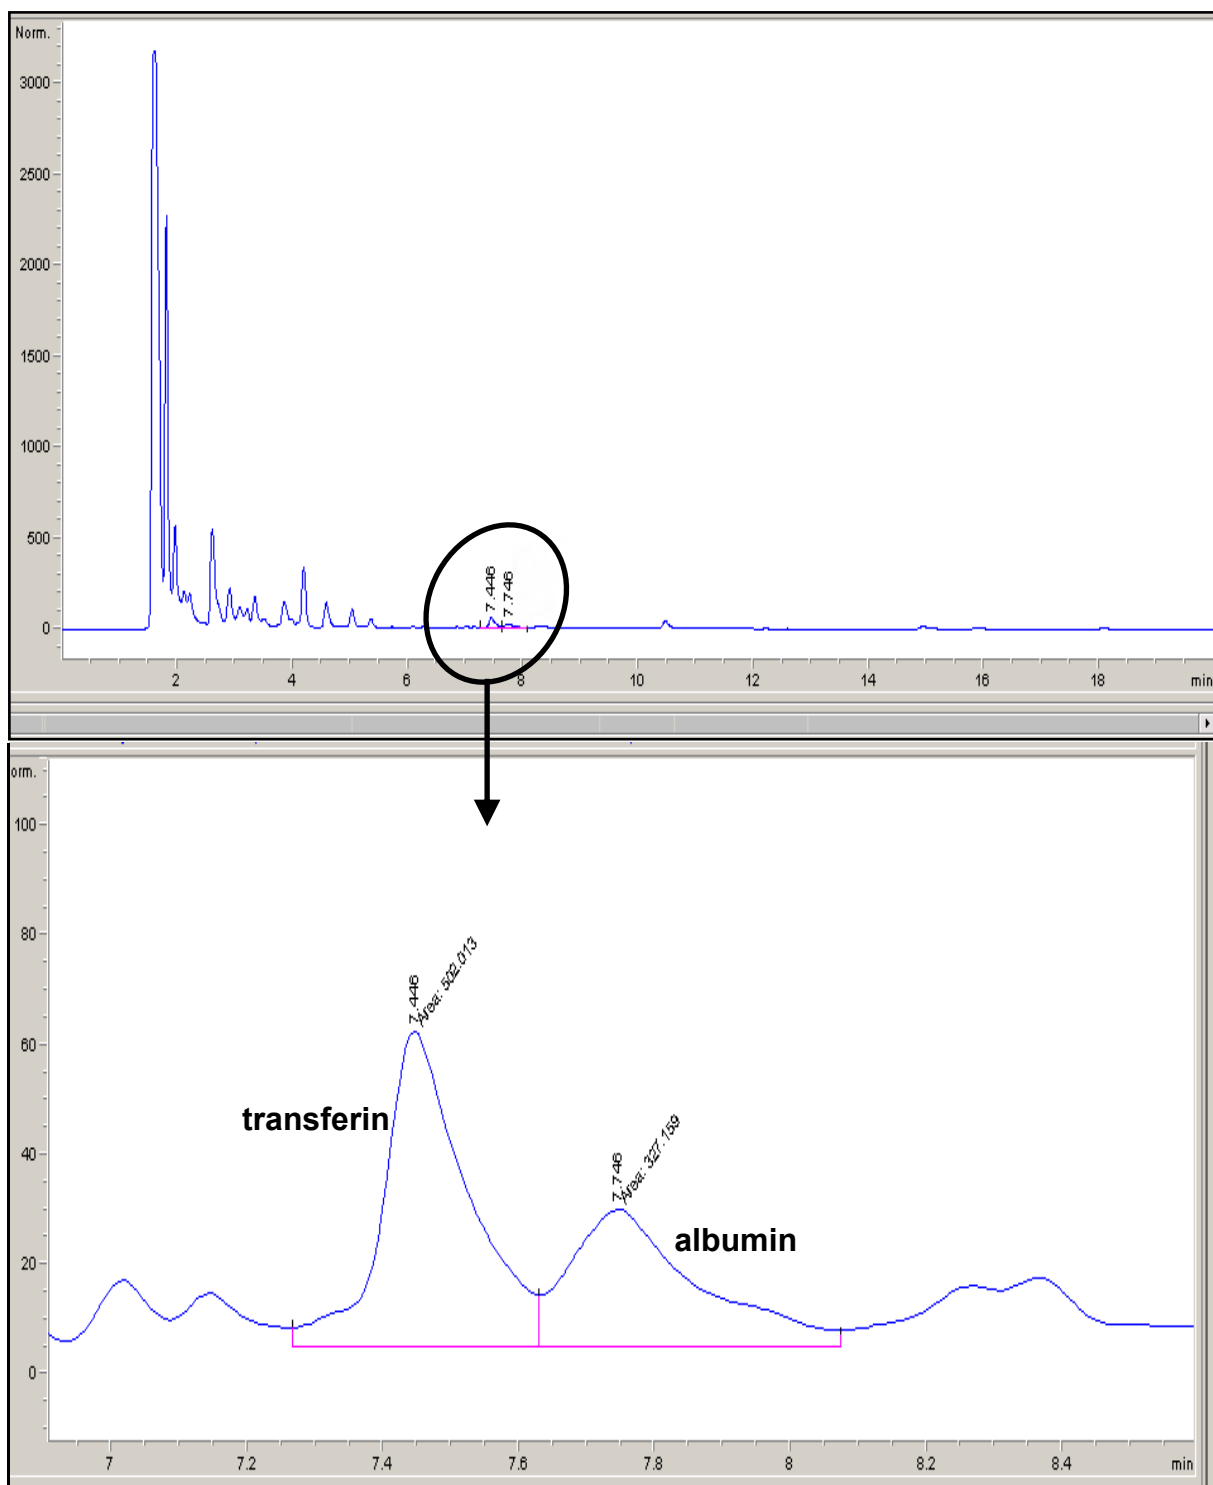 Norm.
3000
2500
2000
1500
1000
500
0
7.446
7.746
2 4 6 8 10 12 14 16 18 min
orm.
100
80
60
40
20
0
7.446
Area: 502.013
transferin
7.746
Area: 327.159
albumin
7 7.2 7.4 7.6 7.8 8 8.2 8.4 min